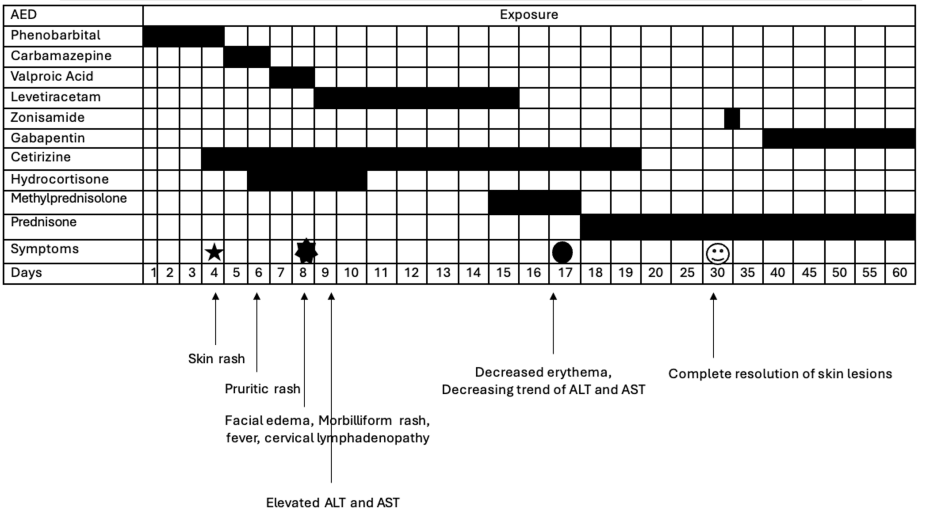 AED Exposure
Phenobarbital
Carbamazepine
Valproic Acid
Levetiracetam
Zonisamide
Gabapentin
Cetirizine
Hydrocortisone
Methylprednisolone
Prednisone
Symptoms
Days 1 2 3 4 5 6 7 8 9 10 11 12 13 14 15 16 17 18 19 20 25 30 35 40 45 50 55 60
Skin rash
Pruritic rash
Facial edema, Morbilliform rash,
fever, cervical lymphadenopathy
Elevated ALT and AST
Decreased erythema,
Decreasing trend of ALT and AST
Complete resolution of skin lesions